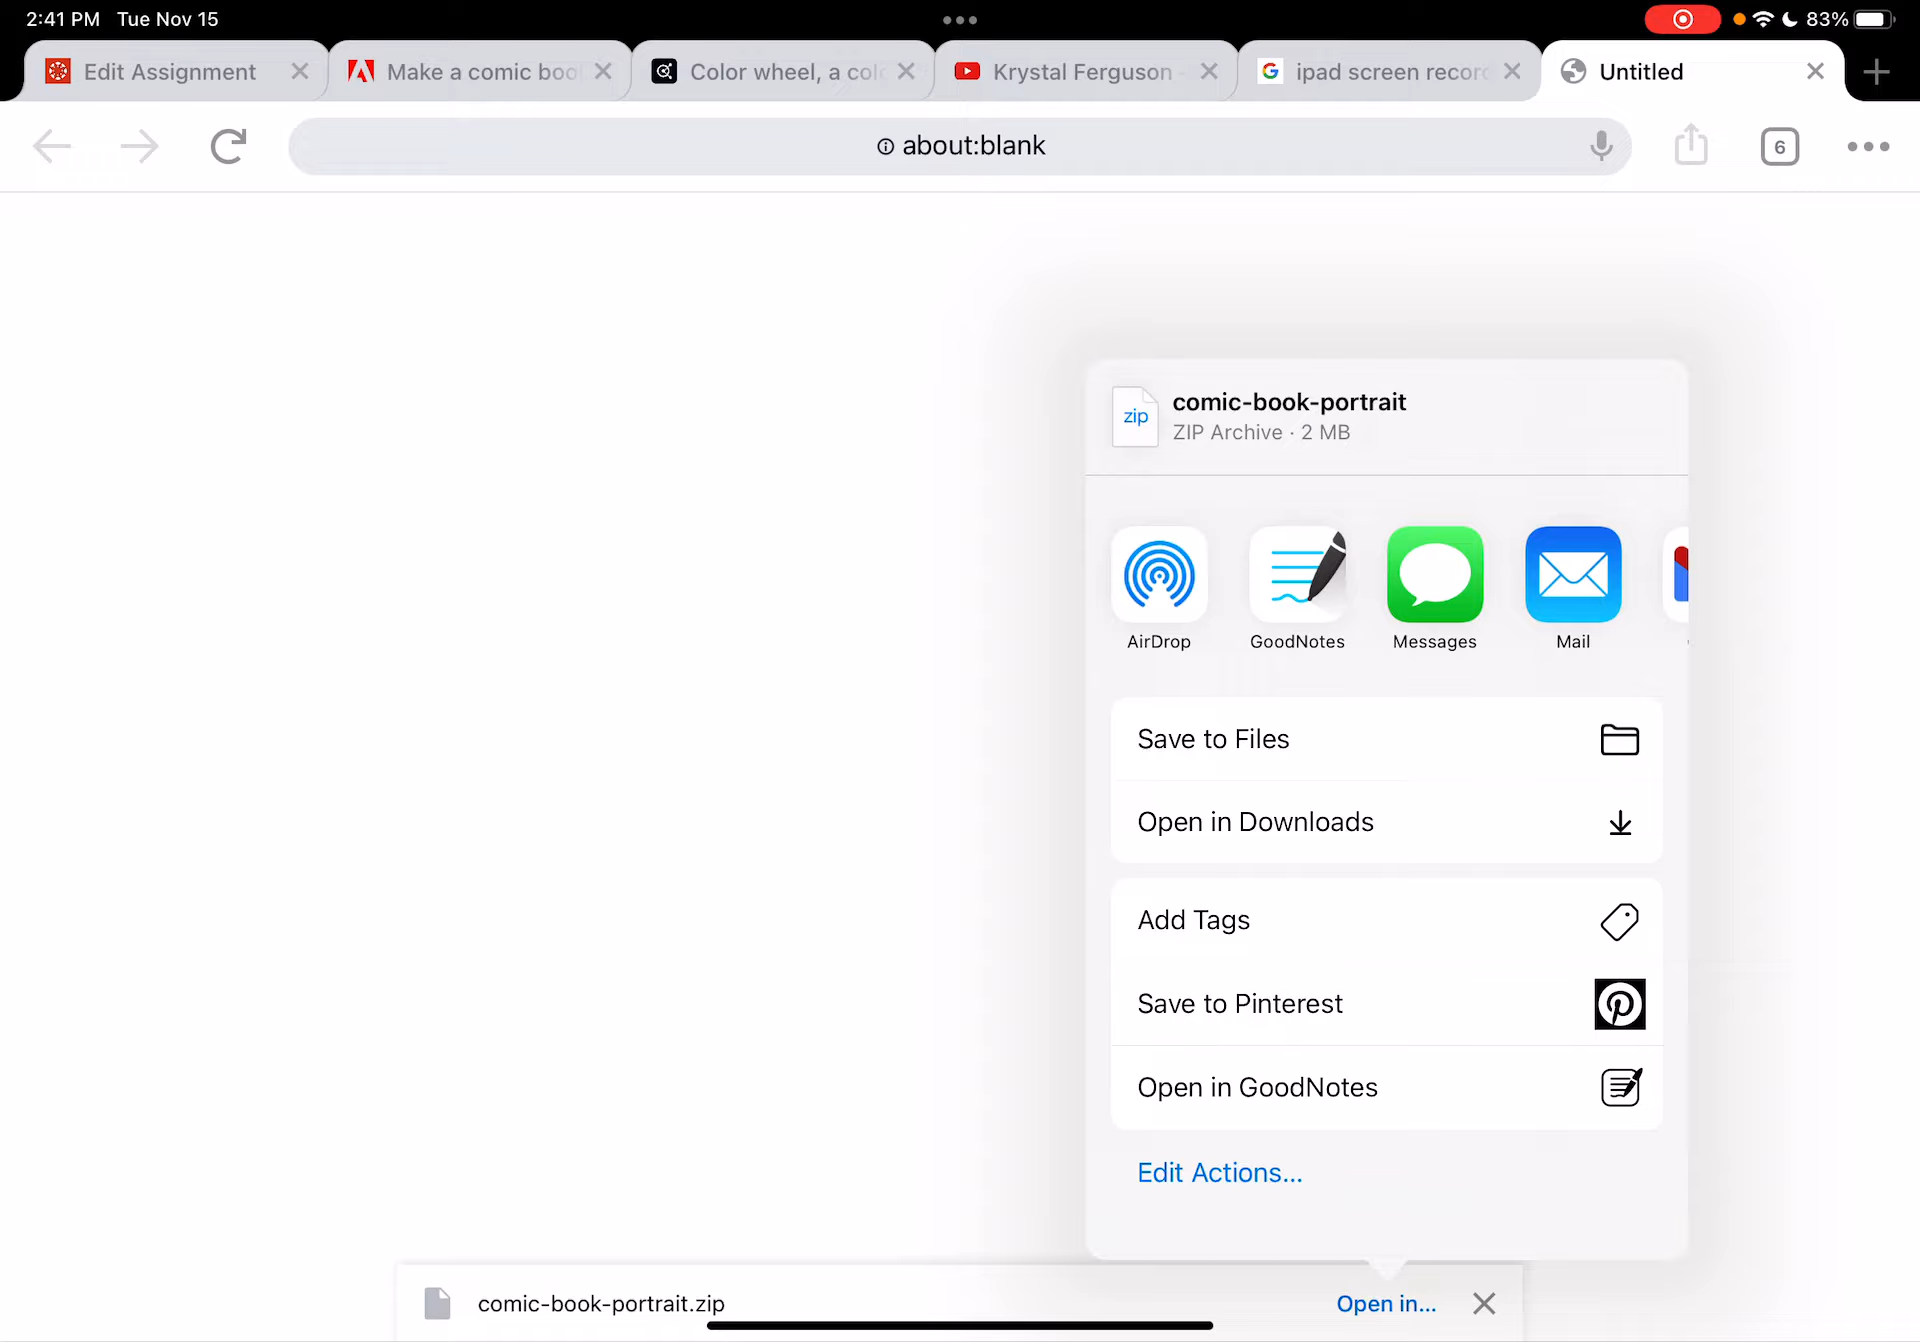 2:41 PM Tue Nov 15
83%
Edit Assignment
Make a comic boo
Color wheel, a colo
Krystal Ferguson -
ipad screen record
Untitled
about:blank
6
zip
comic-book-portrait
ZIP Archive · 2 MB
AirDrop
GoodNotes
Messages
Mail
Save to Files
Open in Downloads
Add Tags
Save to Pinterest
Open in GoodNotes
Edit Actions...
comic-book-portrait.zip
Open in...